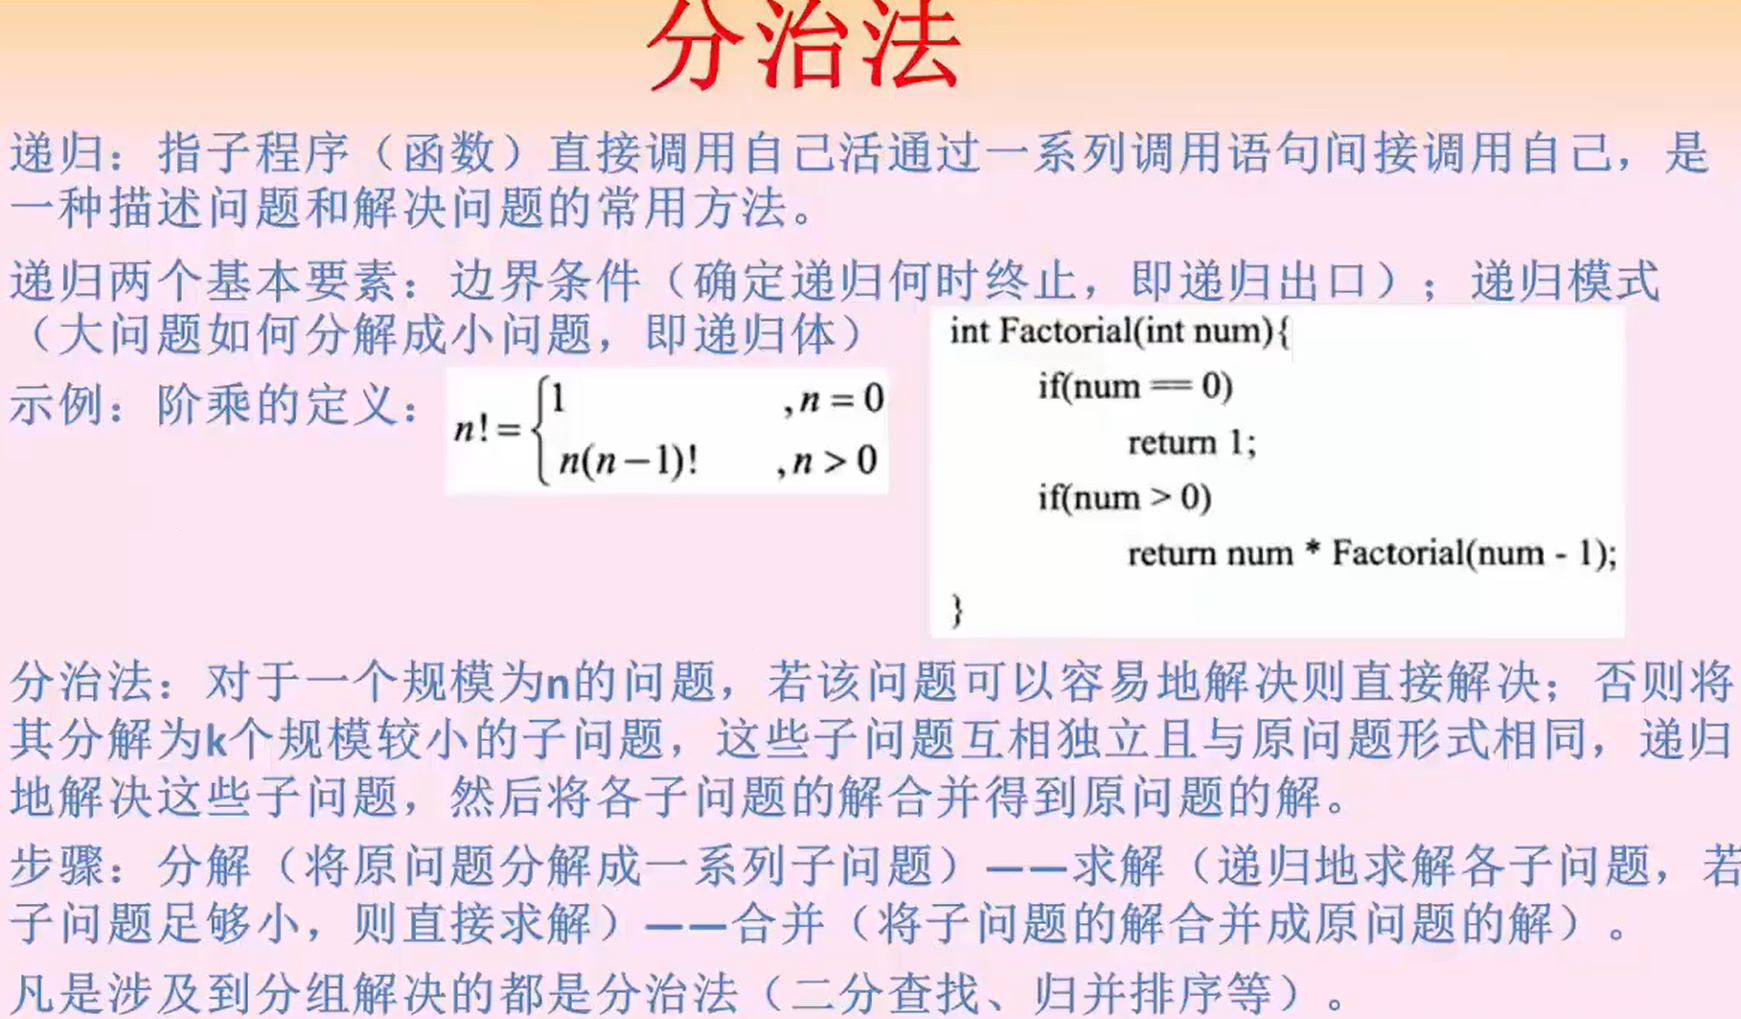 分治法
递归：指子程序（函数）直接调用自己活通过一系列调用语句间接调用自己，是
一种描述问题和解决问题的常用方法。
递归两个基本要素：边界条件（确定递归何时终止，即递归出口）；递归模式
（大问题如何分解成小问题，即递归体）
示例：阶乘的定义：
n! = { 1 , n = 0
n(n − 1)! , n > 0
int Factorial(int num){
if(num == 0)
return 1;
if(num > 0)
return num * Factorial(num - 1);
}
分治法：对于一个规模为n的问题，若该问题可以容易地解决则直接解决；否则将
其分解为k个规模较小的子问题，这些子问题互相独立且与原问题形式相同，递归
地解决这些子问题，然后将各子问题的解合并得到原问题的解。
步骤：分解（将原问题分解成一系列子问题）——求解（递归地求解各子问题，若
子问题足够小，则直接求解）——合并（将子问题的解合并成原问题的解）。
凡是涉及到分组解决的都是分治法（二分查找、归并排序等）。